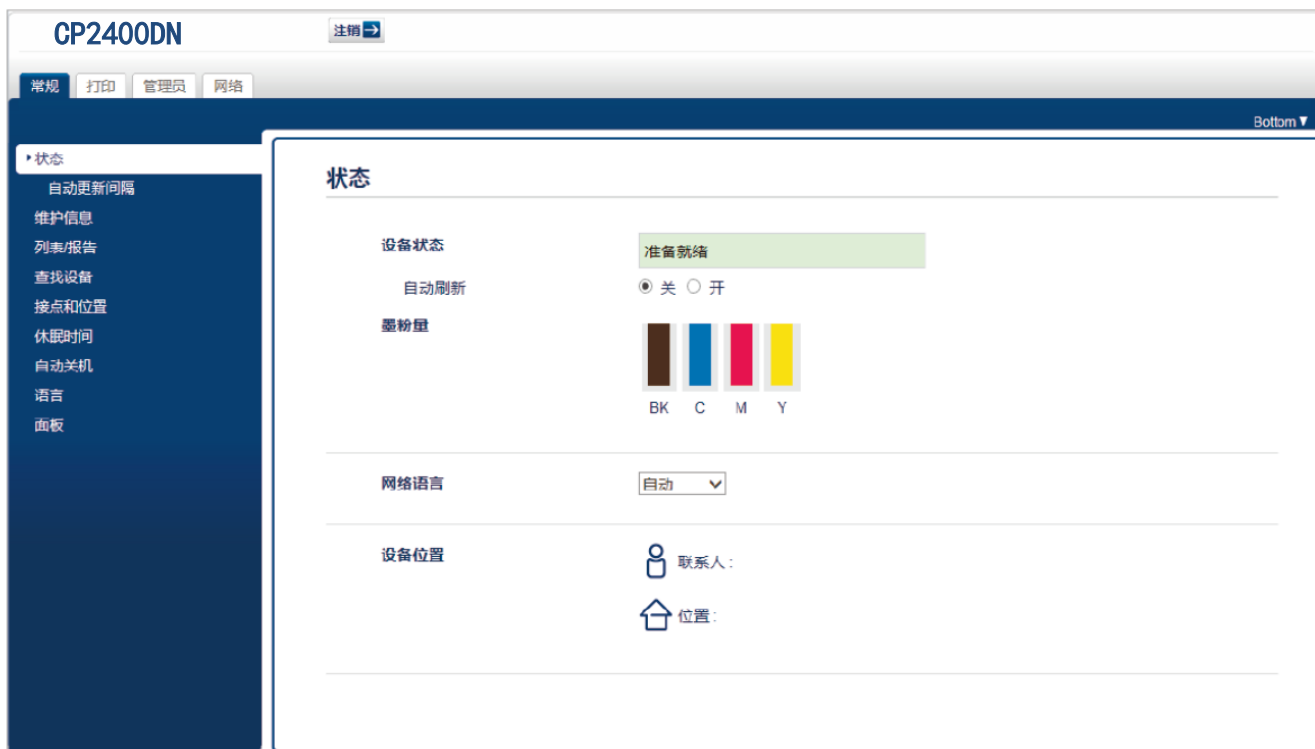 CP2400DN
注销
常规 打印 管理员 网络
Bottom▼
状态
自动更新间隔
维护信息
列表/报告
查找设备
接点和位置
休眠时间
自动关机
语言
面板
状态
设备状态 准备就绪
自动刷新 关 开
墨粉量
BK C M Y
网络语言 自动
设备位置 联系人:
位置: